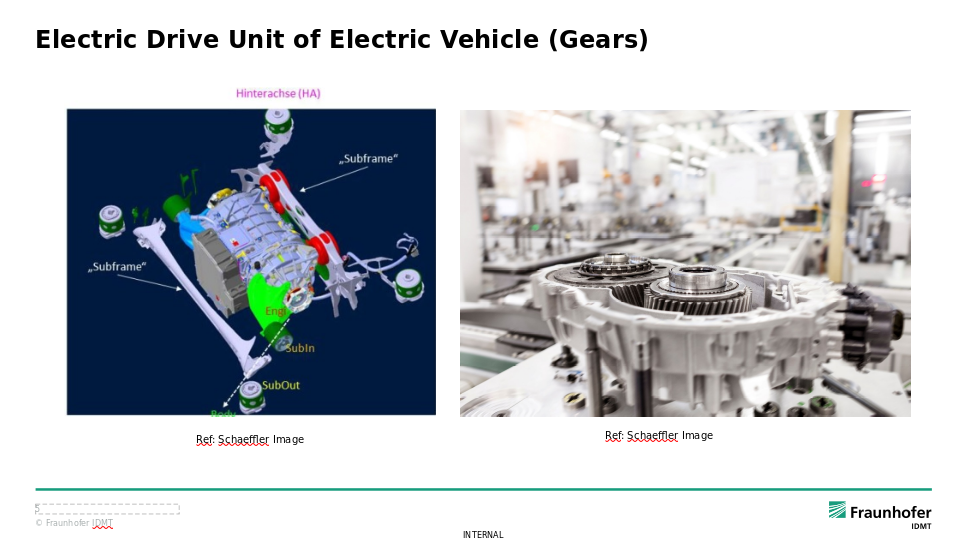 Electric Drive Unit of Electric Vehicle (Gears)
Hinterachse (HA)
„Subframe“
„Subframe“
Eng
SubIn
SubOut
Body
Ref: Schaeffler Image
Ref: Schaeffler Image
5
© Fraunhofer IDMT
INTERNAL
Fraunhofer
IDMT